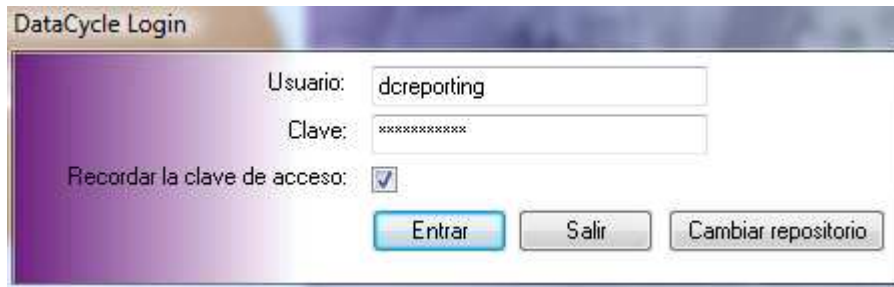 DataCycle Login
Usuario: dcreporting
Clave: ***********
Recordar la clave de acceso:
Entrar Salir Cambiar repositorio